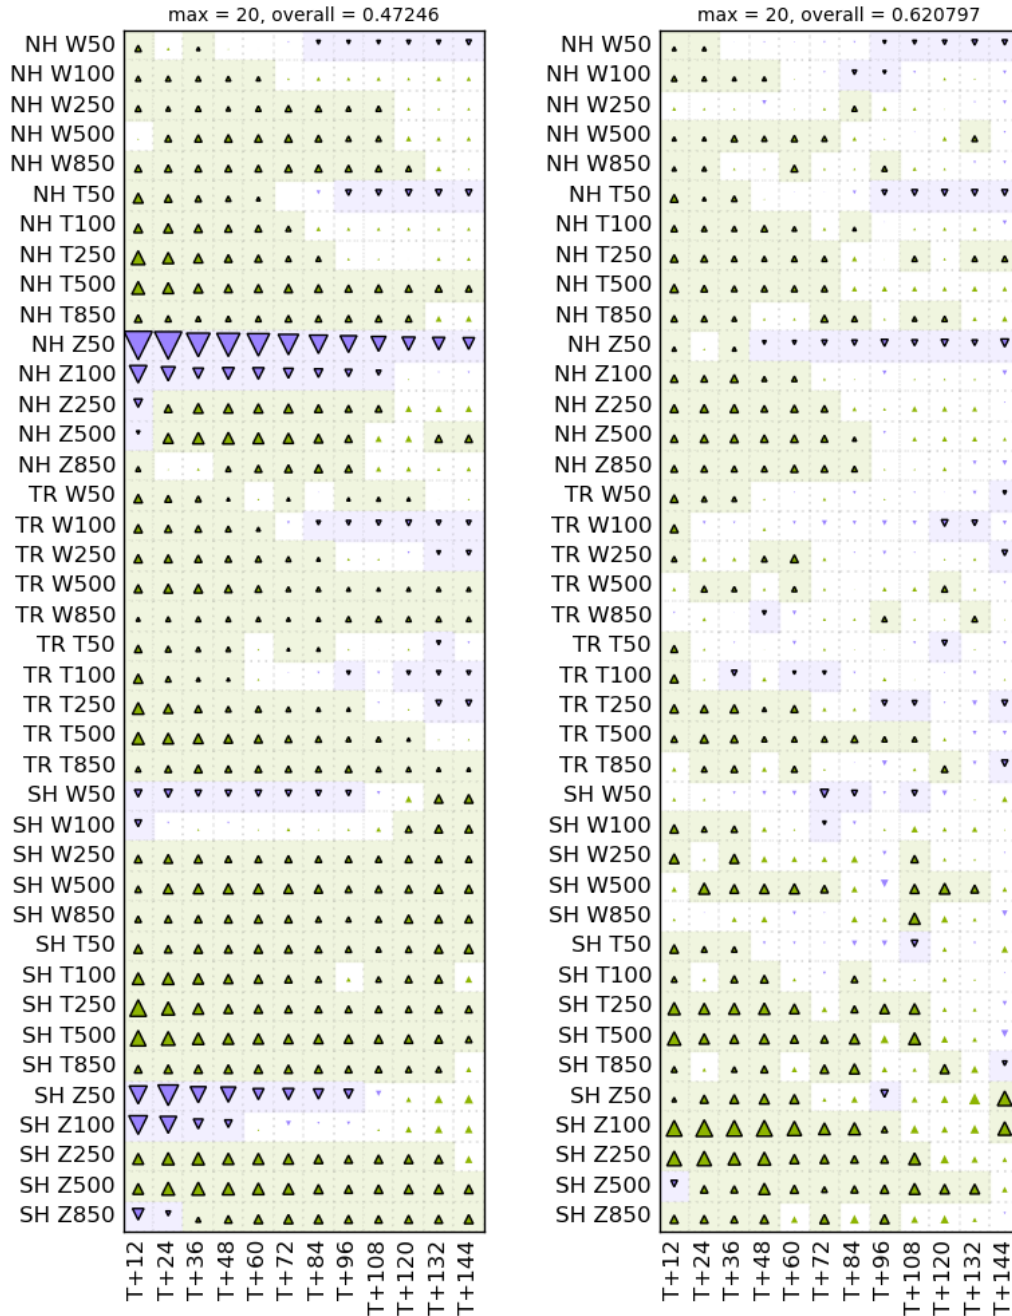 max = 20, overall = 0.47246
NH W50
NH W100
NH W250
NH W500
NH W850
NH T50
NH T100
NH T250
NH T500
NH T850
NH Z50
NH Z100
NH Z250
NH Z500
NH Z850
TR W50
TR W100
TR W250
TR W500
TR W850
TR T50
TR T100
TR T250
TR T500
TR T850
SH W50
SH W100
SH W250
SH W500
SH W850
SH T50
SH T100
SH T250
SH T500
SH T850
SH Z50
SH Z100
SH Z250
SH Z500
SH Z850
T+12
T+24
T+36
T+48
T+60
T+72
T+84
T+96
T+108
T+120
T+132
T+144
max = 20, overall = 0.620797
NH W50
NH W100
NH W250
NH W500
NH W850
NH T50
NH T100
NH T250
NH T500
NH T850
NH Z50
NH Z100
NH Z250
NH Z500
NH Z850
TR W50
TR W100
TR W250
TR W500
TR W850
TR T50
TR T100
TR T250
TR T500
TR T850
SH W50
SH W100
SH W250
SH W500
SH W850
SH T50
SH T100
SH T250
SH T500
SH T850
SH Z50
SH Z100
SH Z250
SH Z500
SH Z850
T+12
T+24
T+36
T+48
T+60
T+72
T+84
T+96
T+108
T+120
T+132
T+144